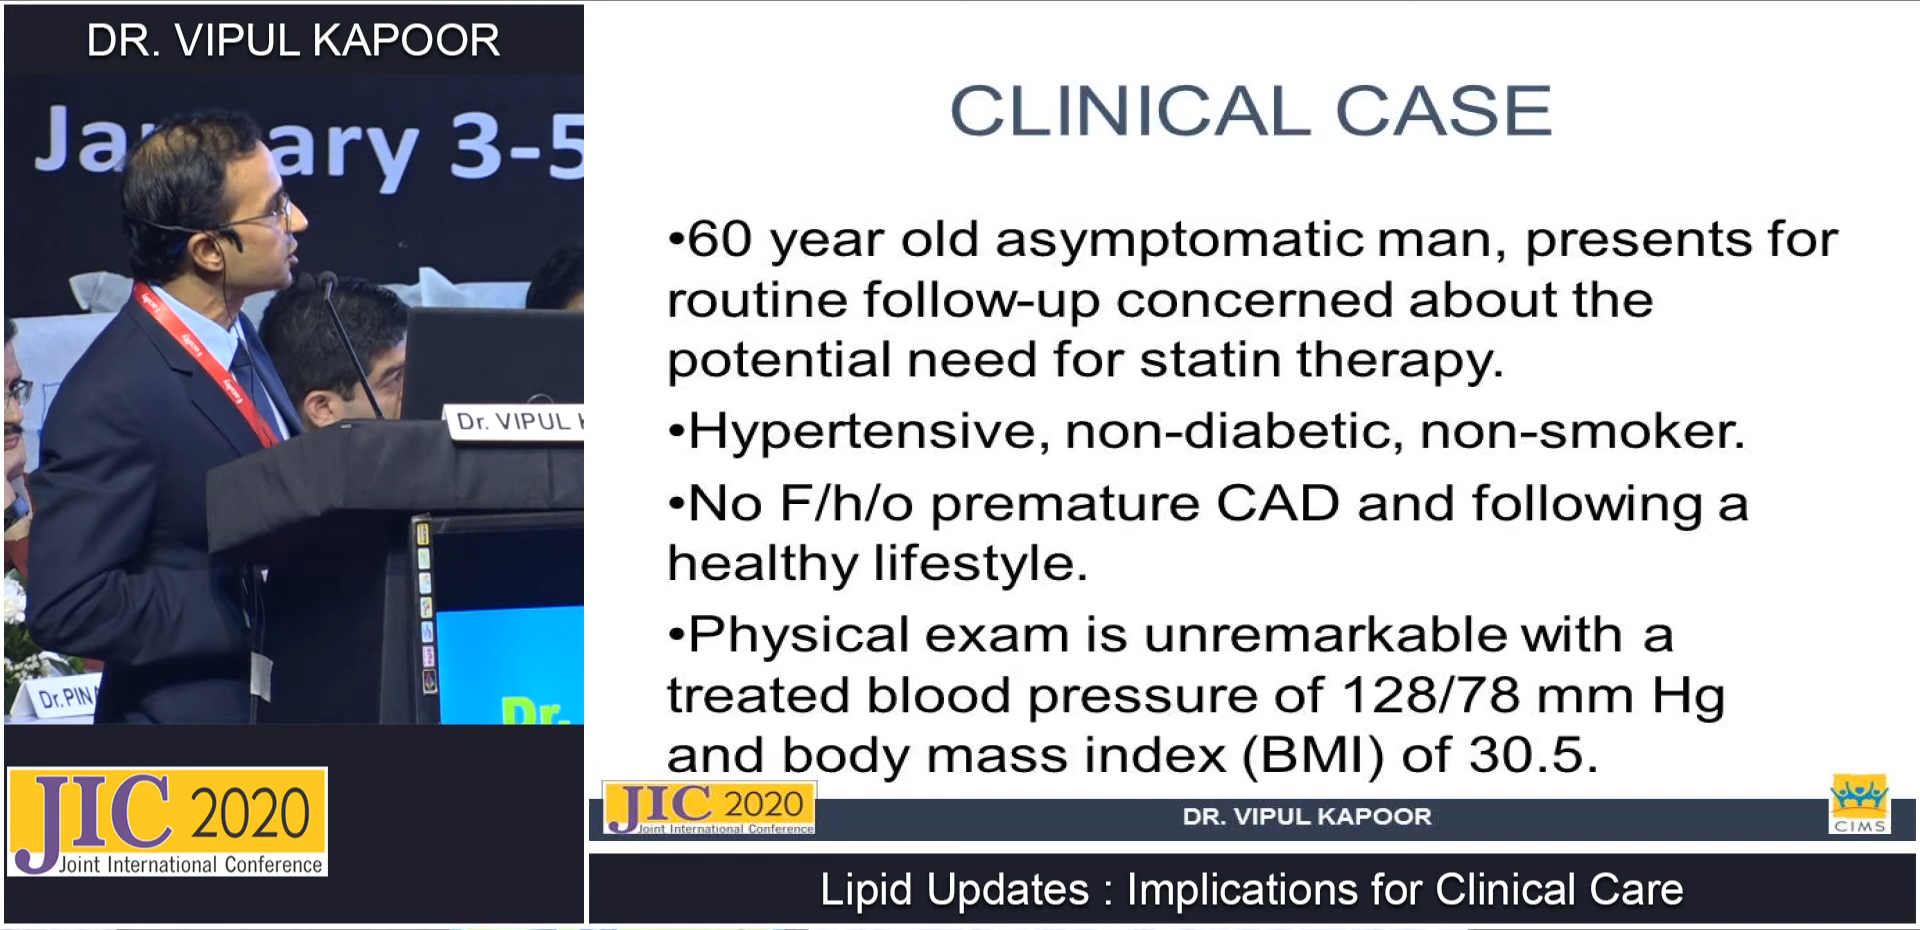 DR. VIPUL KAPOOR
January 3-5
Faculty
Dr. VIPUL K
Dr. PINA
Dr.
JIC 2020
Joint International Conference
CLINICAL CASE
•60 year old asymptomatic man, presents for
routine follow-up concerned about the
potential need for statin therapy.
•Hypertensive, non-diabetic, non-smoker.
•No F/h/o premature CAD and following a
healthy lifestyle.
•Physical exam is unremarkable with a
treated blood pressure of 128/78 mm Hg
and body mass index (BMI) of 30.5.
JIC 2020
Joint International Conference
DR. VIPUL KAPOOR
CIMS
Lipid Updates : Implications for Clinical Care